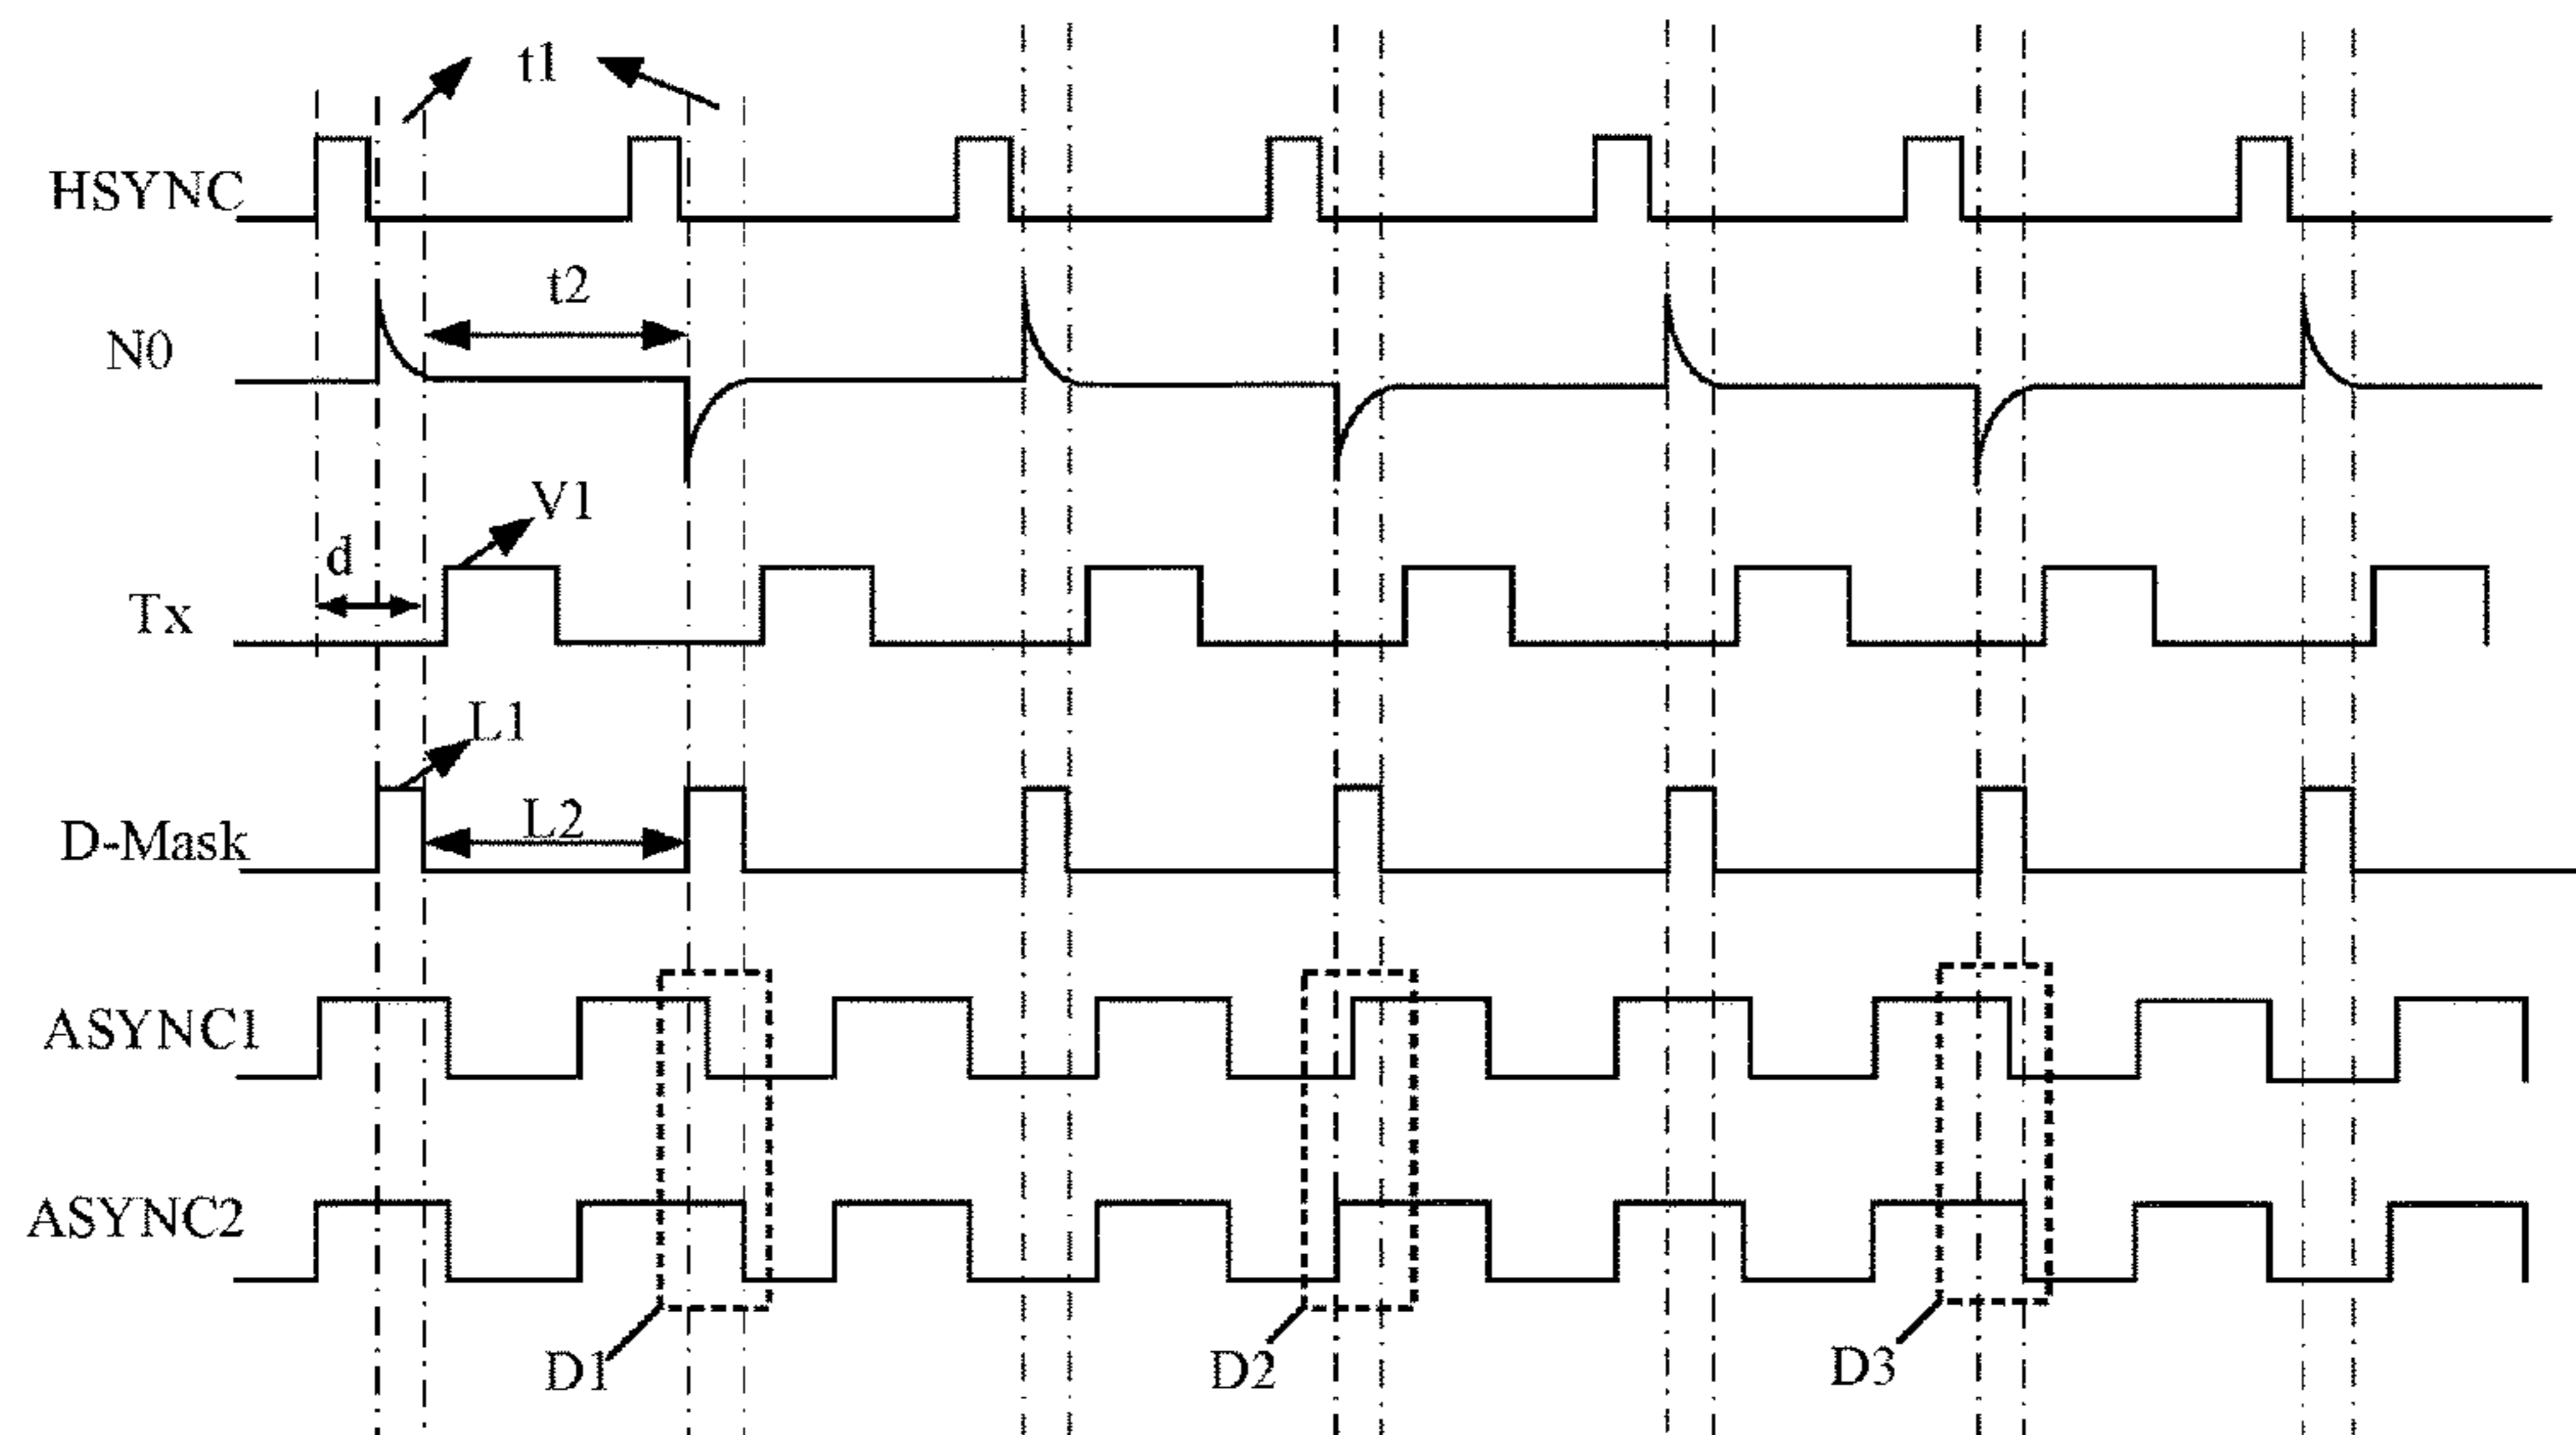 t1
HSYNC
t2
N0
V1
d
Tx
L1
L2
D-Mask
ASYNC1
ASYNC2
D1
D2
D3